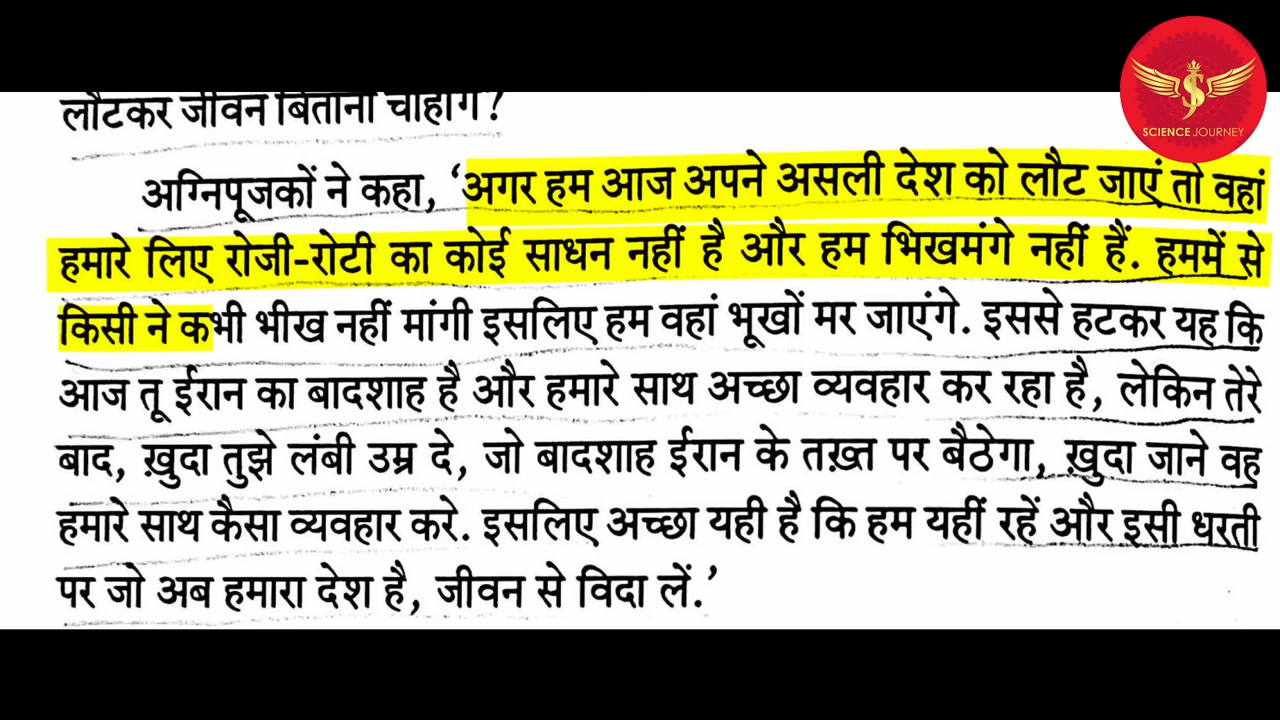 SCIENCE JOURNEY
लौटकर जीवन बिताना चाहोगे?
अग्निपूजकों ने कहा, ‘अगर हम आज अपने असली देश को लौट जाएं तो वहां
हमारे लिए रोजी-रोटी का कोई साधन नहीं है और हम भिखमंगे नहीं हैं. हममें से
किसी ने कभी भीख नहीं मांगी इसलिए हम वहां भूखों मर जाएंगे. इससे हटकर यह कि
आज तू ईरान का बादशाह है और हमारे साथ अच्छा व्यवहार कर रहा है, लेकिन तेरे
बाद, ख़ुदा तुझे लंबी उम्र दे, जो बादशाह ईरान के तख़्त पर बैठेगा, ख़ुदा जाने वह
हमारे साथ कैसा व्यवहार करे. इसलिए अच्छा यही है कि हम यहीं रहें और इसी धरती
पर जो अब हमारा देश है, जीवन से विदा लें.’